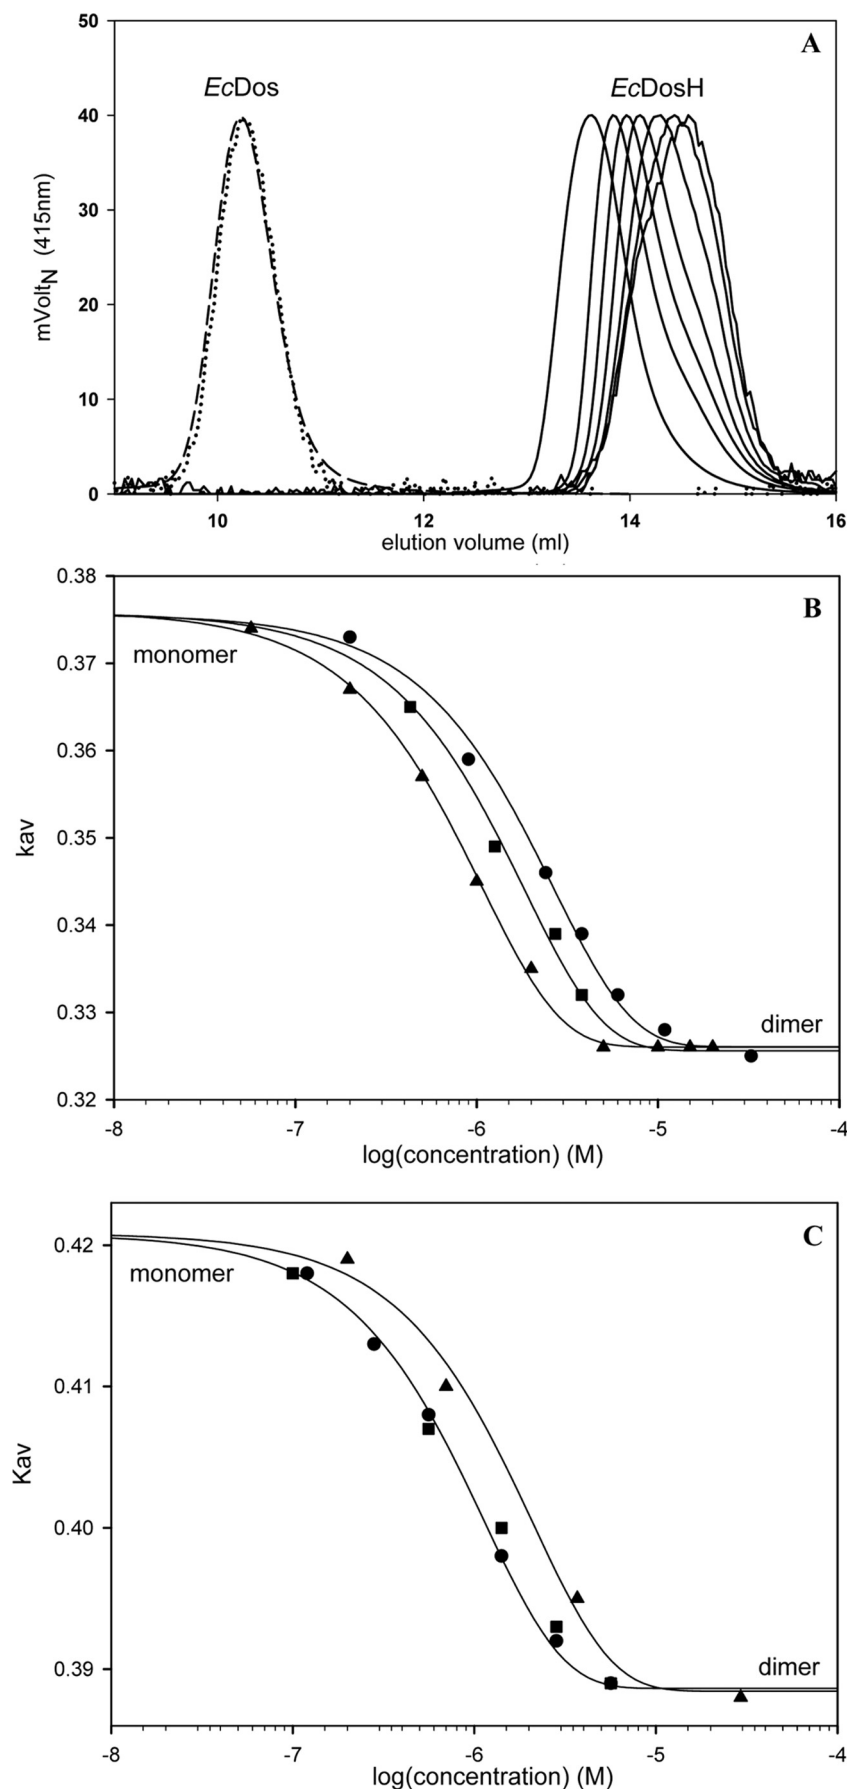 A
EcDos
EcDosH
50
40
30
20
10
0
mVoltN (415nm)
10
12
14
16
elution volume (ml)
B
0.38
0.37
0.36
0.35
0.34
0.33
0.32
kav
monomer
dimer
-8
-7
-6
-5
-4
log(concentration) (M)
C
0.42
0.41
0.40
0.39
Kav
monomer
dimer
-8
-7
-6
-5
-4
log(concentration) (M)